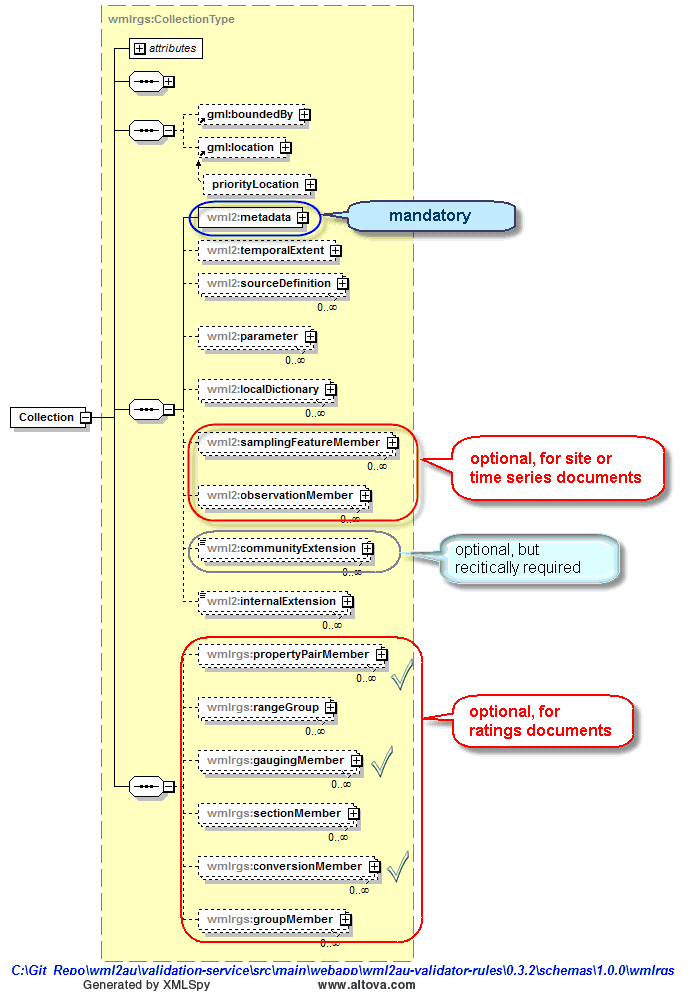 wmlrgs:CollectionType
attributes
gml:boundedBy
gml:location
priorityLocation
wml2:metadata
mandatory
wml2:temporalExtent
wml2:sourceDefinition
0..∞
wml2:parameter
0..∞
wml2:localDictionary
0..∞
Collection
wml2:samplingFeatureMember
0..∞
optional, for site or
time series documents
wml2:observationMember
0..∞
wml2:communityExtension
0..∞
optional, but
recitically required
wml2:internalExtension
0..∞
wmlrgs:propertyPairMember
0..∞
wmlrgs:rangeGroup
0..∞
optional, for
ratings documents
wmlrgs:gaugingMember
0..∞
wmlrgs:sectionMember
0..∞
wmlrgs:conversionMember
0..∞
wmlrgs:groupMember
0..∞
C:\Git_Repo\wml2au\validation-service\src\main\webapp\wml2au-validator-rules\0.3.2\schemas\1.0.0\wmlrgs
Generated by XMLSpy www.altova.com